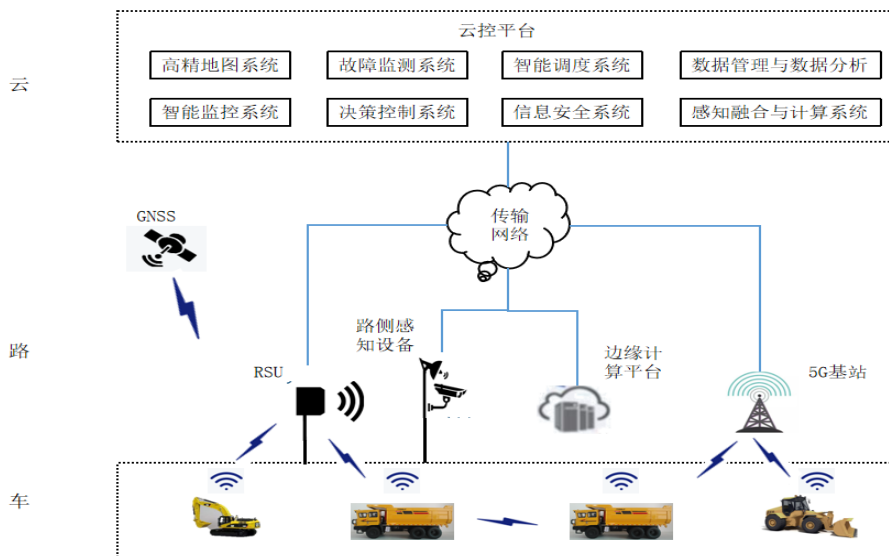 云控平台
高精地图系统
故障监测系统
智能调度系统
数据管理与数据分析
云
智能监控系统
决策控制系统
信息安全系统
感知融合与计算系统
GNSS
传输
网络
路
路侧感
知设备
边缘计
算平台
RSU
5G基站
车